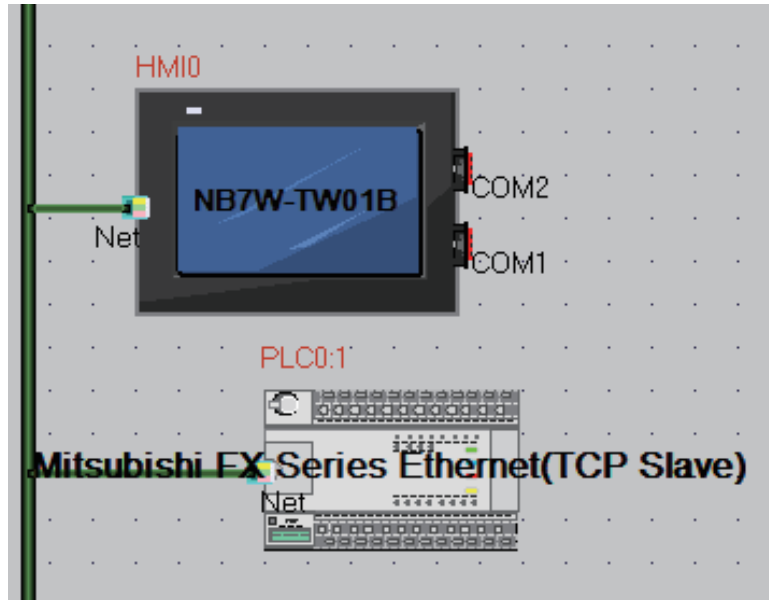 HMI0
NB7W-TW01B
COM2
Net
COM1
PLC0:1
Mitsubishi FX Series Ethernet(TCP Slave)
Net